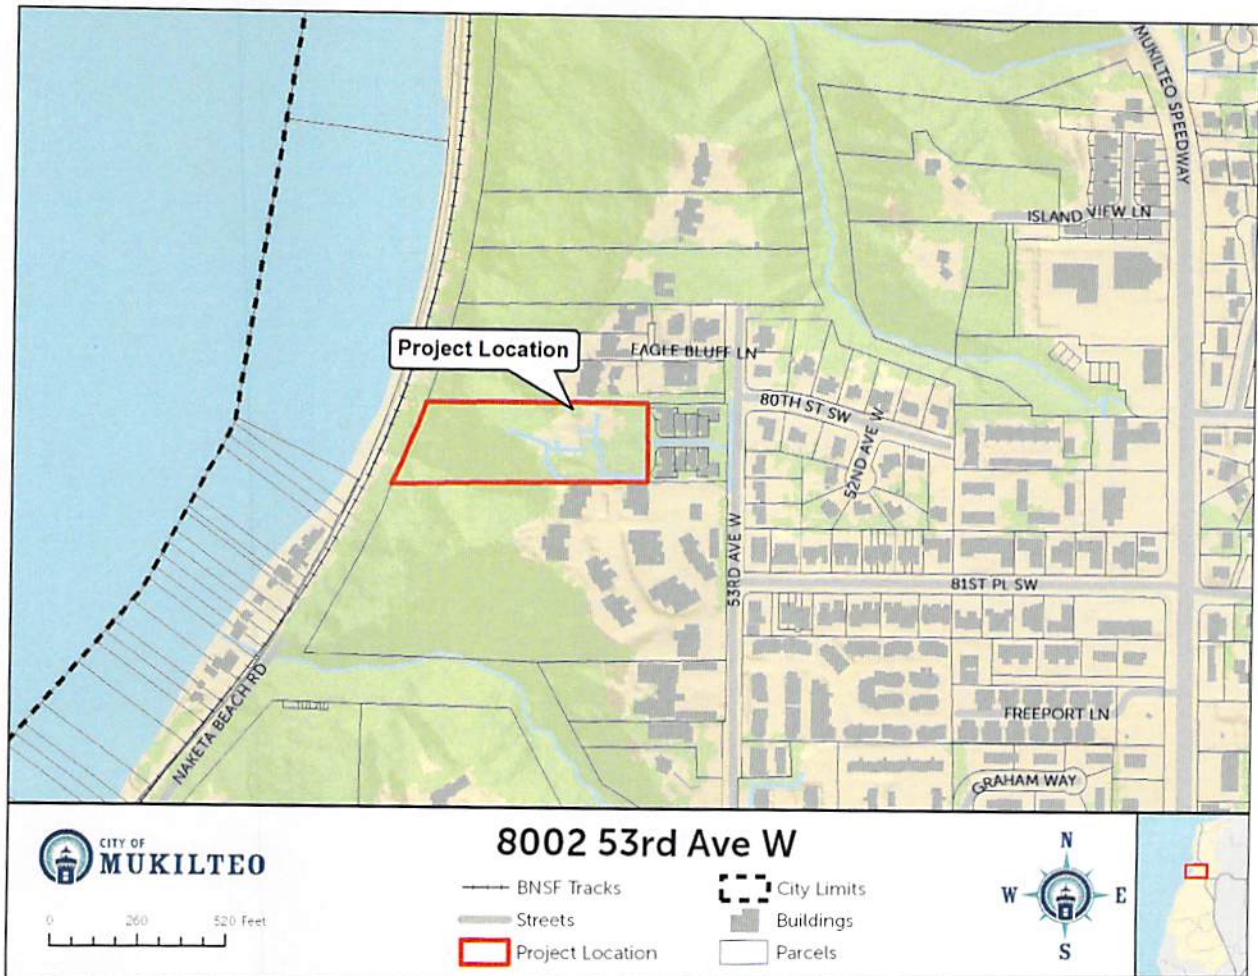 MUKILTEO SPEEDWAY
ISLAND VIEW LN
Project Location
EAGLE BLUFF LN
80TH ST SW
52ND AVE W
53RD AVE W
81ST PL SW
NAKETA BEACH RD
FREEPORT LN
GRAHAM WAY
CITY OF
MUKILTEO
0 260 520 Feet
8002 53rd Ave W
BNSF Tracks
Streets
Project Location
City Limits
Buildings
Parcels
N
W E
S